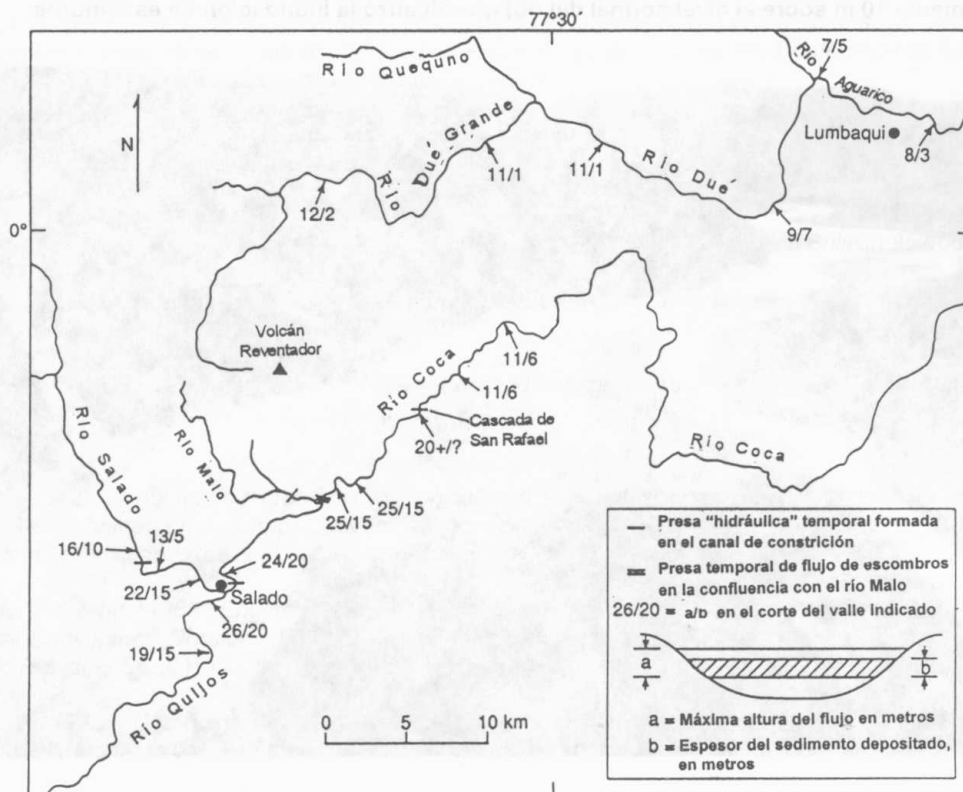 77°30'
Río Quequno
7/5
Río Aguarico
Lumbaqui
8/3
N
Río Due Grande
11/1
11/1
Río Due
12/2
9/7
0°
Volcán
Reventador
11/6
Río Coca
11/6
Cascada de
San Rafael
20+/?
Río Coca
Río Salado
Río Malo
25/15
25/15
16/10
13/5
24/20
22/15
Salado
26/20
19/15
Río Quijos
0 5 10 km
Presa "hidráulica" temporal formada
en el canal de constrición
Presa temporal de flujo de escombros
en la confluencia con el río Malo
26/20 = a/b en el corte del valle indicado
a b
a = Máxima altura del flujo en metros
b = Espesor del sedimento depositado,
en metros